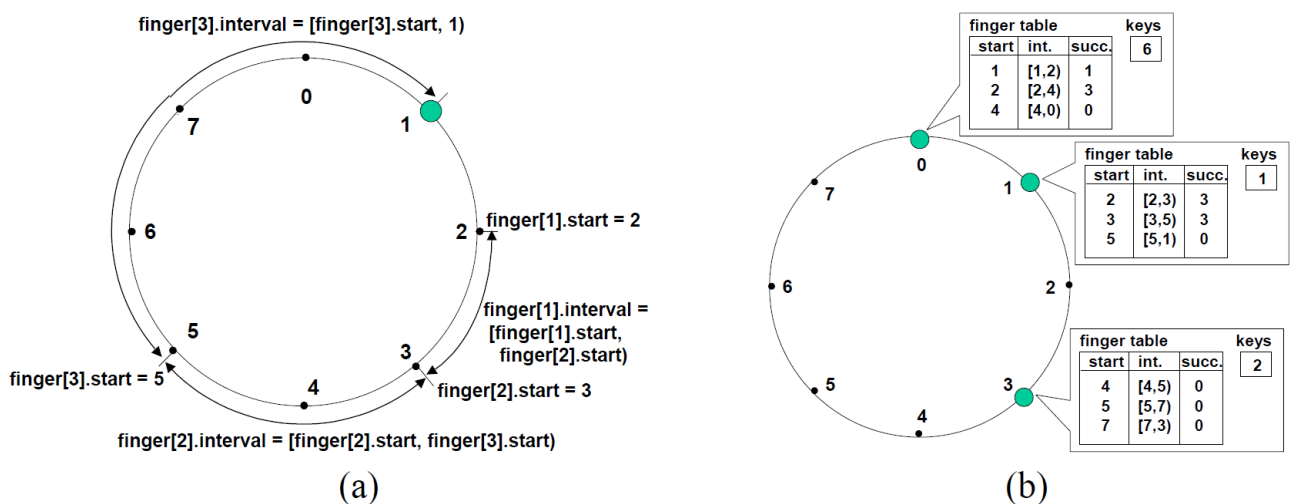 finger[3].interval = [finger[3].start, 1)
0
1
7
6
2
finger[1].start = 2
finger[1].interval =
[finger[1].start,
finger[2].start)
5
3
4
finger[3].start = 5
finger[2].start = 3
finger[2].interval = [finger[2].start, finger[3].start)
(a)
finger table keys
start int. succ. 6
1 [1,2) 1
2 [2,4) 3
4 [4,0) 0
finger table keys
start int. succ. 1
2 [2,3) 3
3 [3,5) 3
5 [5,1) 0
0
1
7
6
2
5
3
4
finger table keys
start int. succ. 2
4 [4,5) 0
5 [5,7) 0
7 [7,3) 0
(b)